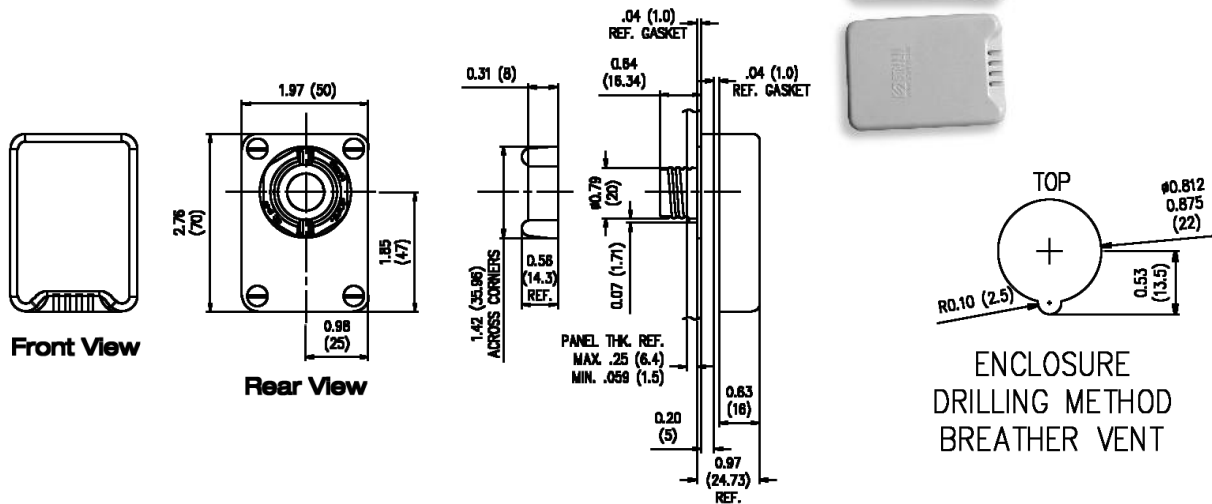 .04 (1.0)
REF. GASKET
0.64
(16.34)
.04 (1.0)
REF. GASKET
0.31 (8)
1.97 (50)
2.76
(70)
1.85
(47)
0.98
(25)
Front View
Rear View
1.42 (35.96)
ACROSS CORNERS
0.56
(14.3)
REF.
ø0.79
(20)
0.07 (1.71)
PANEL THK. REF.
MAX. .25 (6.4)
MIN. .059 (1.5)
0.63
(16)
0.20
(5)
0.97
(24.73)
REF.
TOP
ø0.812
0.875
(22)
0.53
(13.5)
R0.10 (2.5)
ENCLOSURE
DRILLING METHOD
BREATHER VENT